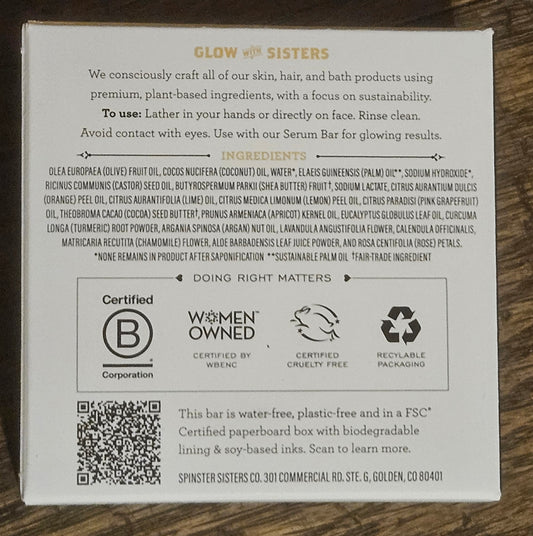 GLOW WITH SISTERS
We consciously craft all of our skin, hair, and bath products using
premium, plant-based ingredients, with a focus on sustainability.
To use: Lather in your hands or directly on face. Rinse clean.
Avoid contact with eyes. Use with our Serum Bar for glowing results.
INGREDIENTS
OLEA EUROPAEA (OLIVE) FRUIT OIL, COCOS NUCIFERA (COCONUT) OIL, WATER*, ELAEIS GUINEENSIS (PALM) OIL**, SODIUM HYDROXIDE*,
RICINUS COMMUNIS (CASTOR) SEED OIL, BUTYROSPERMUM PARKII (SHEA BUTTER) FRUIT†, SODIUM LACTATE, CITRUS AURANTIUM DULCIS
(ORANGE) PEEL OIL, CITRUS AURANTIFOLIA (LIME) OIL, CITRUS MEDICA LIMONUM (LEMON) PEEL OIL, CITRUS PARADISI (PINK GRAPEFRUIT)
OIL, THEOBROMA CACAO (COCOA) SEED BUTTER†, PRUNUS ARMENIACA (APRICOT) KERNEL OIL, EUCALYPTUS GLOBULUS LEAF OIL, CURCUMA
LONGA (TURMERIC) ROOT POWDER, ARGANIA SPINOSA (ARGAN) NUT OIL, LAVANDULA ANGUSTIFOLIA FLOWER, CALENDULA OFFICINALIS,
MATRICARIA RECUTITA (CHAMOMILE) FLOWER, ALOE BARBADENSIS LEAF JUICE POWDER, AND ROSA CENTIFOLIA (ROSE) PETALS.
*NONE REMAINS IN PRODUCT AFTER SAPONIFICATION **SUSTAINABLE PALM OIL †FAIR-TRADE INGREDIENT
DOING RIGHT MATTERS
Certified
B
Corporation
WOMEN™
OWNED
CERTIFIED BY
WBENC
CERTIFIED
CRUELTY FREE
RECYLABLE
PACKAGING
This bar is water-free, plastic-free and in a FSC®
Certified paperboard box with biodegradable
lining & soy-based inks. Scan to learn more.
SPINSTER SISTERS CO. 301 COMMERCIAL RD. STE. G, GOLDEN, CO 80401